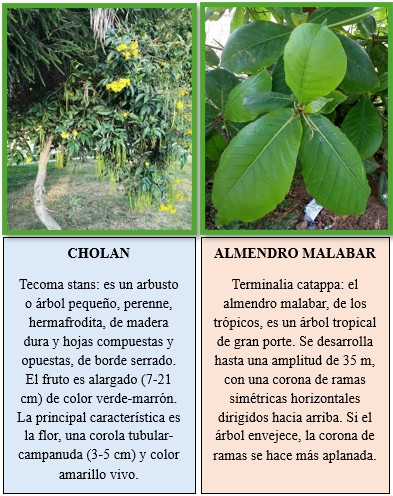 CHOLAN
Tecoma stans: es un arbusto
o árbol pequeño, perenne,
hermafrodita, de madera
dura y hojas compuestas y
opuestas, de borde serrado.
El fruto es alargado (7-21
cm) de color verde-marrón.
La principal característica es
la flor, una corola tubular-
campanuda (3-5 cm) y color
amarillo vivo.
ALMENDRO MALABAR
Terminalia catappa: el
almendro malabar, de los
trópicos, es un árbol tropical
de gran porte. Se desarrolla
hasta una amplitud de 35 m,
con una corona de ramas
simétricas horizontales
dirigidos hacia arriba. Si el
árbol envejece, la corona de
ramas se hace más aplanada.